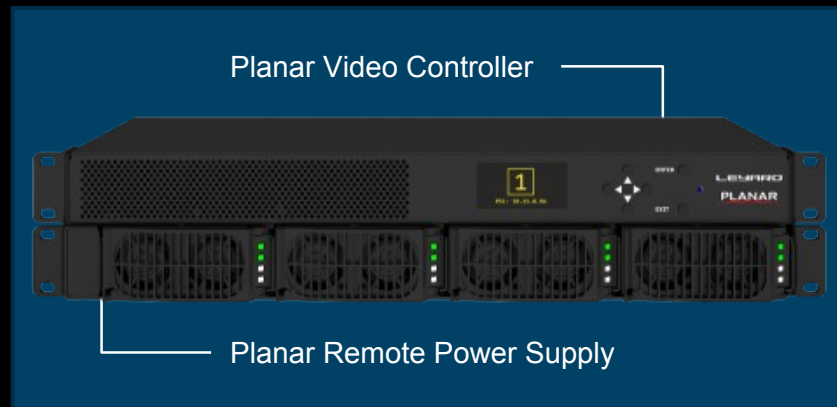 Planar Video Controller
1
ENTER
LEYARD
PLANAR
EXIT
Planar Remote Power Supply